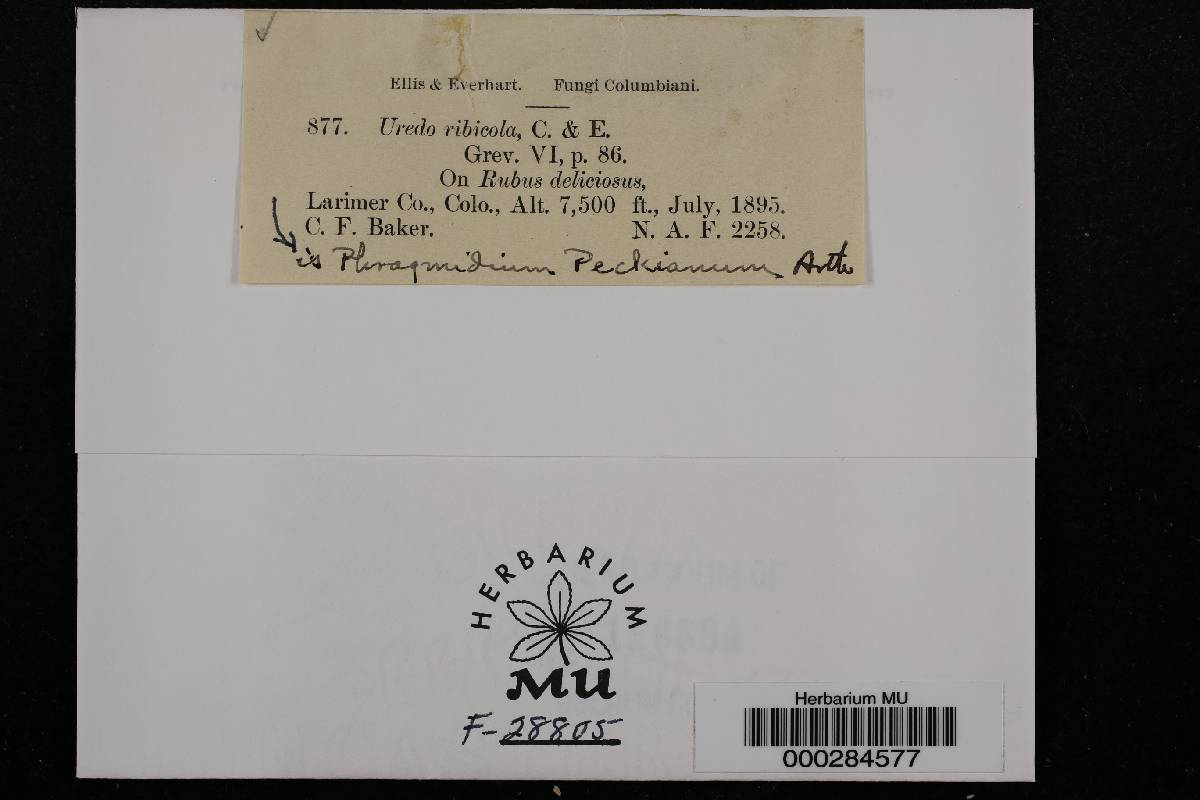 Ellis & Everhart. Fungi Columbiani.
877. Uredo ribicola, C. & E.
Grev. VI, p. 86.
On Rubus deliciosus,
Larimer Co., Colo., Alt. 7,500 ft., July, 1895.
C. F. Baker. N. A. F. 2258.
is Phragmidium Peckianum Arth
HERBARIUM
MU
F-28805
Herbarium MU
000284577